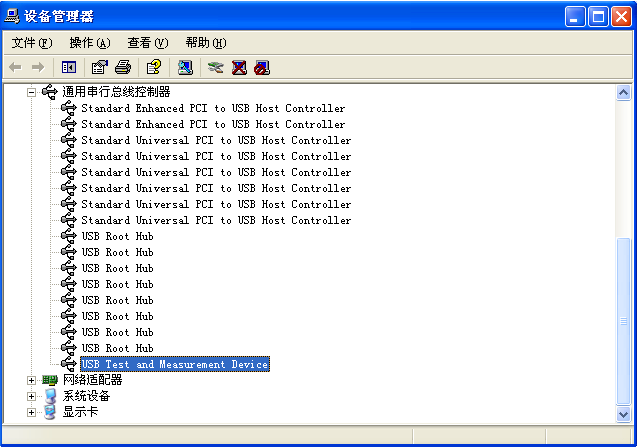 设备管理器
文件(F) 操作(A) 查看(V) 帮助(H)
通用串行总线控制器
Standard Enhanced PCI to USB Host Controller
Standard Enhanced PCI to USB Host Controller
Standard Universal PCI to USB Host Controller
Standard Universal PCI to USB Host Controller
Standard Universal PCI to USB Host Controller
Standard Universal PCI to USB Host Controller
Standard Universal PCI to USB Host Controller
Standard Universal PCI to USB Host Controller
USB Root Hub
USB Root Hub
USB Root Hub
USB Root Hub
USB Root Hub
USB Root Hub
USB Root Hub
USB Root Hub
USB Test and Measurement Device
网络适配器
系统设备
显示卡